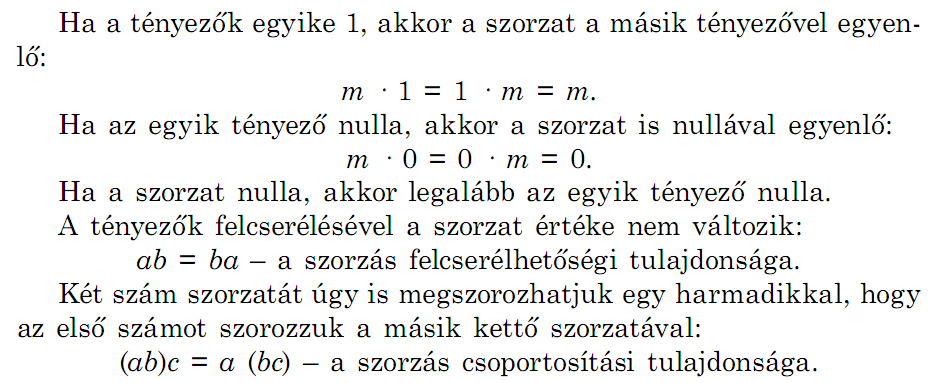 Ha a tényezők egyike 1, akkor a szorzat a másik tényezővel egyen-
lő:
m · 1 = 1 · m = m.
Ha az egyik tényező nulla, akkor a szorzat is nullával egyenlő:
m · 0 = 0 · m = 0.
Ha a szorzat nulla, akkor legalább az egyik tényező nulla.
A tényezők felcserélésével a szorzat értéke nem változik:
ab = ba – a szorzás felcserélhetőségi tulajdonsága.
Két szám szorzatát úgy is megszorozhatjuk egy harmadikkal, hogy
az első számot szorozzuk a másik kettő szorzatával:
(ab)c = a (bc) – a szorzás csoportosítási tulajdonsága.